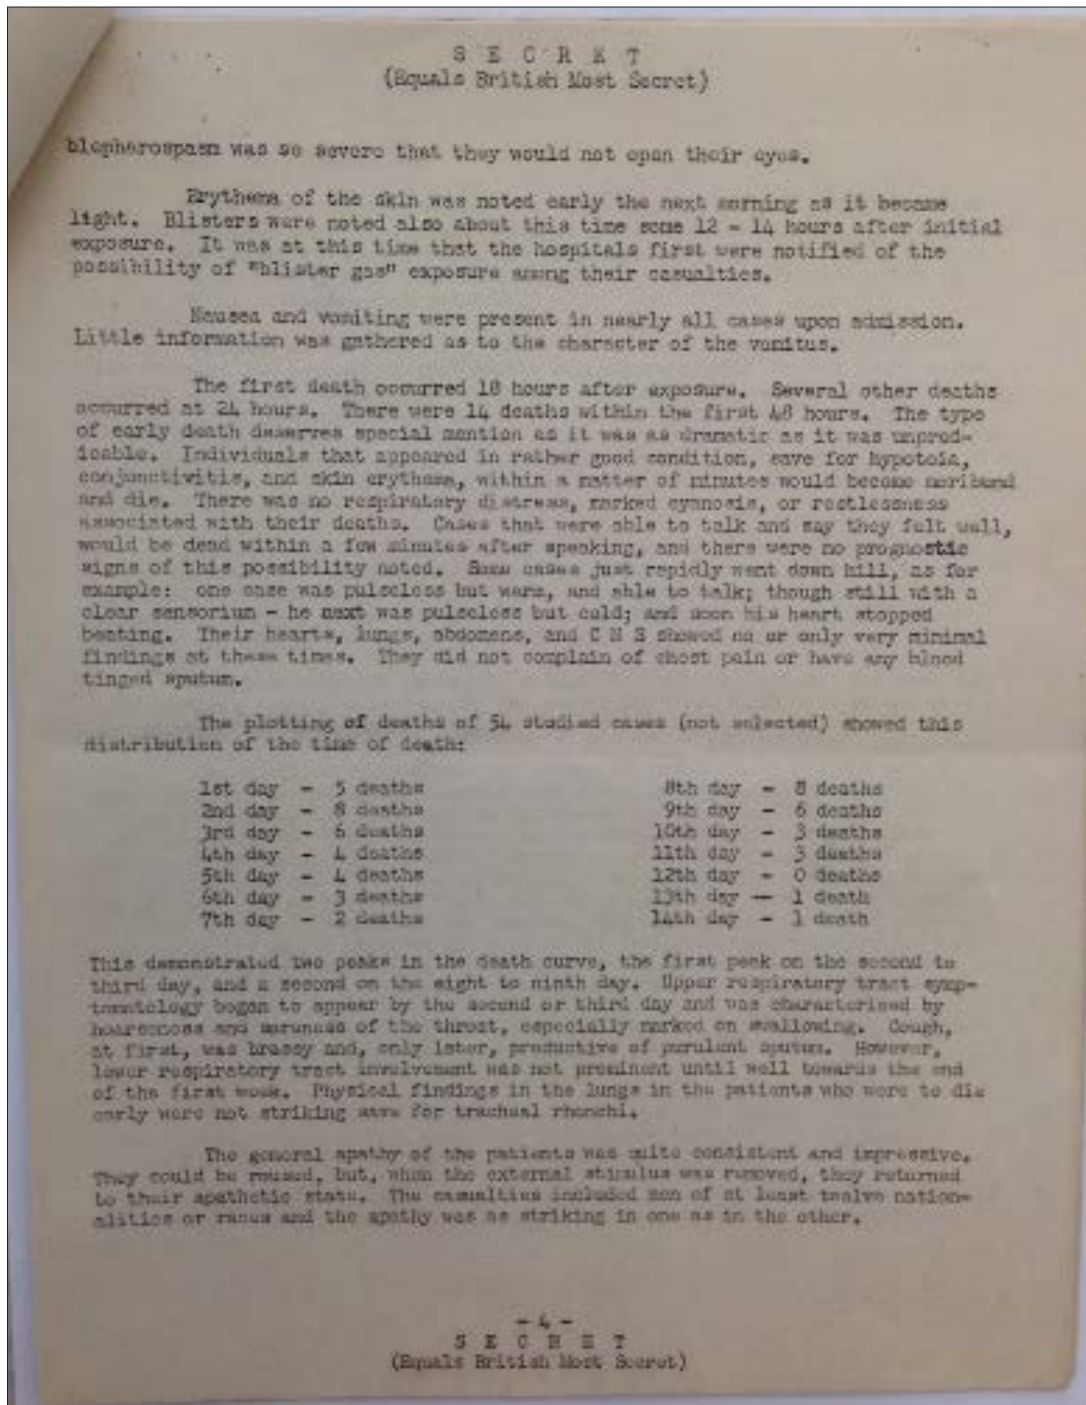 S E C R E T
(Equals British Most Secret)
blepharospasm was so severe that they would not open their eyes.
Erythema of the skin was noted early the next morning as it became
light. Blisters were noted also about this time some 12 - 14 hours after initial
exposure. It was at this time that the hospitals first were notified of the
possibility of "blister gas" exposure among their casualties.
Nausea and vomiting were present in nearly all cases upon admission.
Little information was gathered as to the character of the vomitus.
The first death occurred 18 hours after exposure. Several other deaths
occurred at 24 hours. There were 14 deaths within the first 48 hours. The type
of early death deserves special mention as it was as dramatic as it was unpred-
icable. Individuals that appeared in rather good condition, save for hypotoia,
conjunctivitis, and skin erythema, within a matter of minutes would become moribund
and die. There was no respiratory distress, marked cyanosis, or restlessness
associated with their deaths. Cases that were able to talk and say they felt well,
would be dead within a few minutes after speaking, and there were no prognostic
signs of this possibility noted. Some cases just rapidly went down hill, as for
example: one case was pulseless but warm, and able to talk; though still with a
clear sensorium - he next was pulseless but cold; and soon his heart stopped
beating. Their hearts, lungs, abdomens, and C N S showed no or only very minimal
findings at these times. They did not complain of chest pain or have any blood
tinged sputum.
The plotting of deaths of 54 studied cases (not selected) showed this
distribution of the time of death:
1st day - 5 deaths
2nd day - 8 deaths
3rd day - 6 deaths
4th day - 4 deaths
5th day - 4 deaths
6th day - 3 deaths
7th day - 2 deaths
8th day - 8 deaths
9th day - 6 deaths
10th day - 3 deaths
11th day - 3 deaths
12th day - 0 deaths
13th day -- 1 death
14th day - 1 death
This demonstrated two peaks in the death curve, the first peek on the second to
third day, and a second on the eight to ninth day. Upper respiratory tract symp-
tomatology began to appear by the second or third day and was characterised by
hoarseness and soreness of the throat, especially marked on swallowing. Cough,
at first, was brassy and, only later, productive of purulent sputum. However,
lower respiratory tract involvement was not prominent until well towards the end
of the first week. Physical findings in the lungs in the patients who were to die
early were not striking save for tracheal rhonchi.
The general apathy of the patients was quite consistent and impressive.
They could be roused, but, when the external stimulus was removed, they returned
to their apathetic state. The casualties included men of at least twelve nation-
alities or races and the apathy was as striking in one as in the other.
- 4 -
S E C R E T
(Equals British Most Secret)